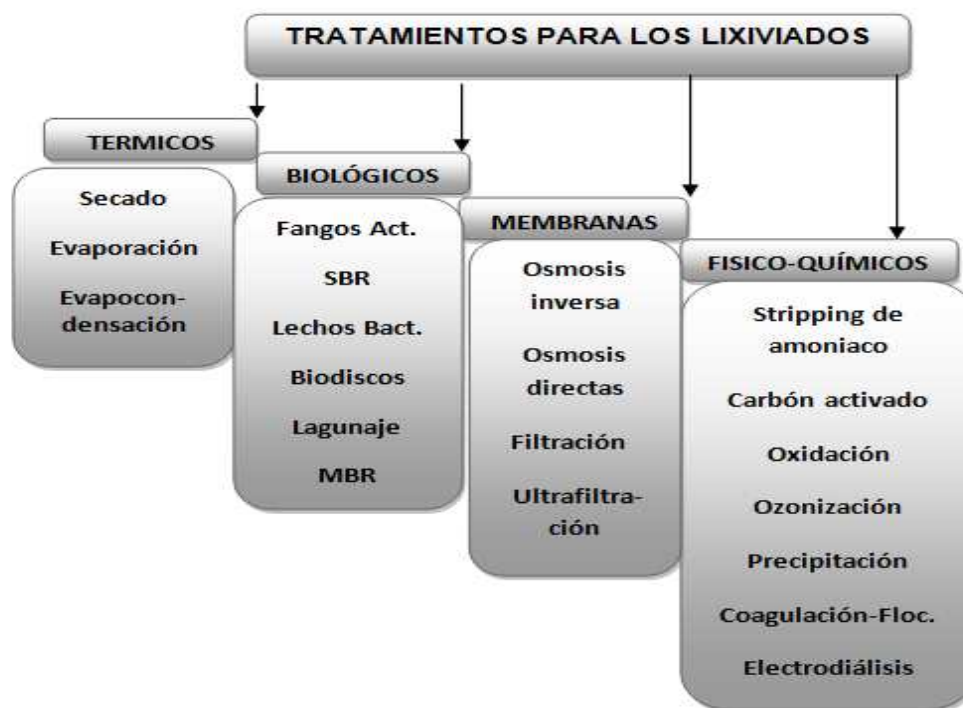 TRATAMIENTOS PARA LOS LIXIVIADOS
TERMICOS
Secado
Evaporación
Evapocon-
densación
BIOLÓGICOS
Fangos Act.
SBR
Lechos Bact.
Biodiscos
Lagunaje
MBR
MEMBRANAS
Osmosis
inversa
Osmosis
directas
Filtración
Ultrafiltra-
ción
FISICO-QUÍMICOS
Stripping de
amoniaco
Carbón activado
Oxidación
Ozonización
Precipitación
Coagulación-Floc.
Electrodiálisis